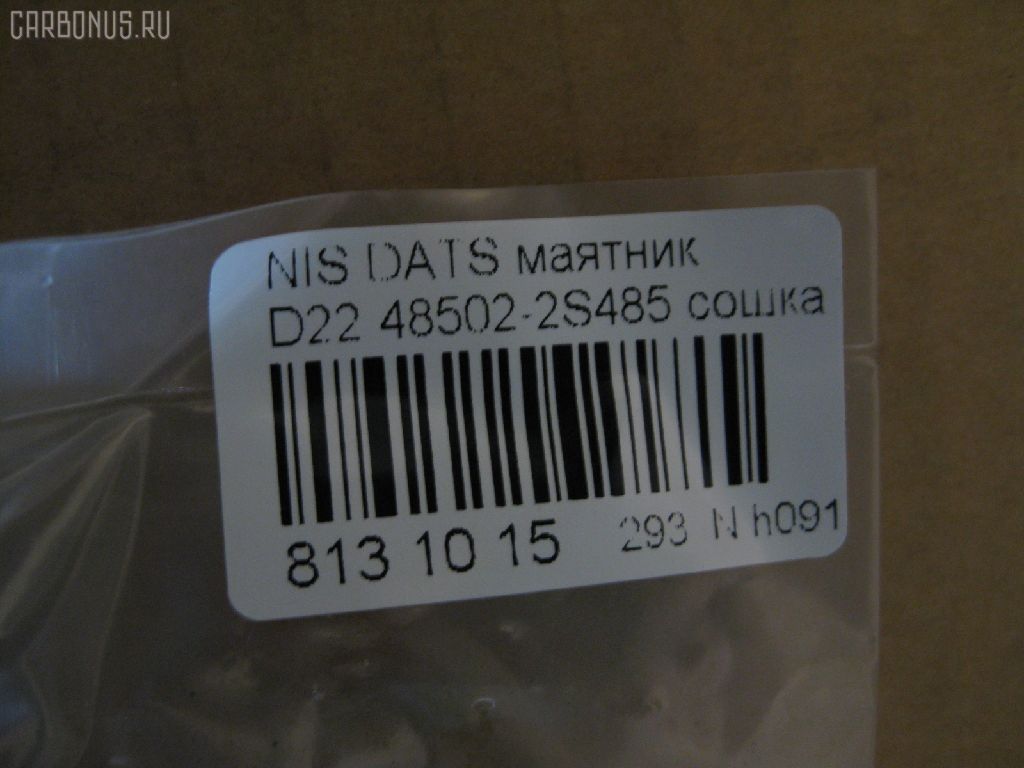 CARBONUS.RU
NIS DATS маятник
D22 48502-2S485 сошка
813 10 15 293 N h091